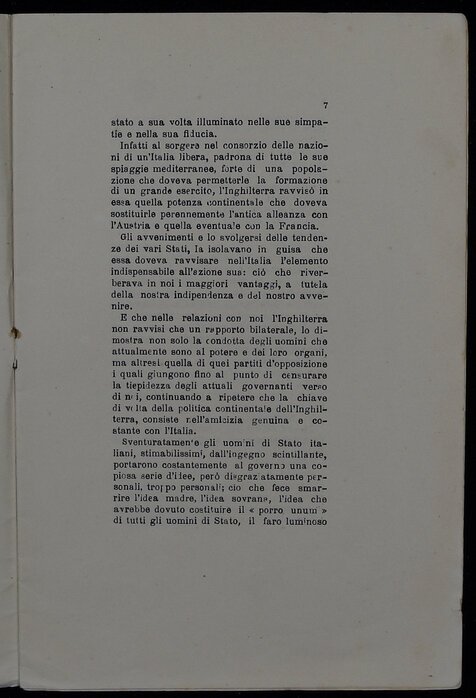 7
stato a sua volta illuminato nelle sue simpa-
tie e nella sua fiducia.
Infatti al sorgere nel consorzio delle nazio-
ni di un'Italia libera, padrona di tutte le sue
spiaggie mediterranee, forte di una popola-
zione che doveva permetterle la formazione
di un grande esercito, l'Inghilterra ravvisò in
essa quella potenza continentale che doveva
sostituirle perennemente l'antica alleanza con
l'Austria e quella eventuale con la Francia.
Gli avvenimenti e lo svolgersi delle tenden-
ze dei vari Stati, la isolavano in guisa che
essa doveva ravvisare nell'Italia l'elemento
indispensabile all'azione sua: ciò che river-
berava in noi i maggiori vantaggi, a tutela
della nostra indipendenza e del nostro avve-
nire.
E che nelle relazioni con noi l'Inghilterra
non ravvisi che un rapporto bilaterale, lo di-
mostra non solo la condotta degli uomini che
attualmente sono al potere e dei loro organi,
ma altresì quella di quei partiti d'opposizione
i quali giungono fino al punto di censurare
la tiepidezza degli attuali governanti verso
di noi, continuando a ripetere che la chiave
di volta della politica continentale dell'Inghil-
terra, consiste nell'amicizia genuina e co-
stante con l'Italia.
Sventuratamente gli uomini di Stato ita-
liani, stimabilissimi, dall'ingegno scintillante,
portarono costantemente al governo una co-
piosa serie d'idee, però disgraziatamente per-
sonali, troppo personali; ciò che fece smar-
rire l'idea madre, l'idea sovrana, l'idea che
avrebbe dovuto costituire il « porro unum »
di tutti gli uomini di Stato, il faro luminoso